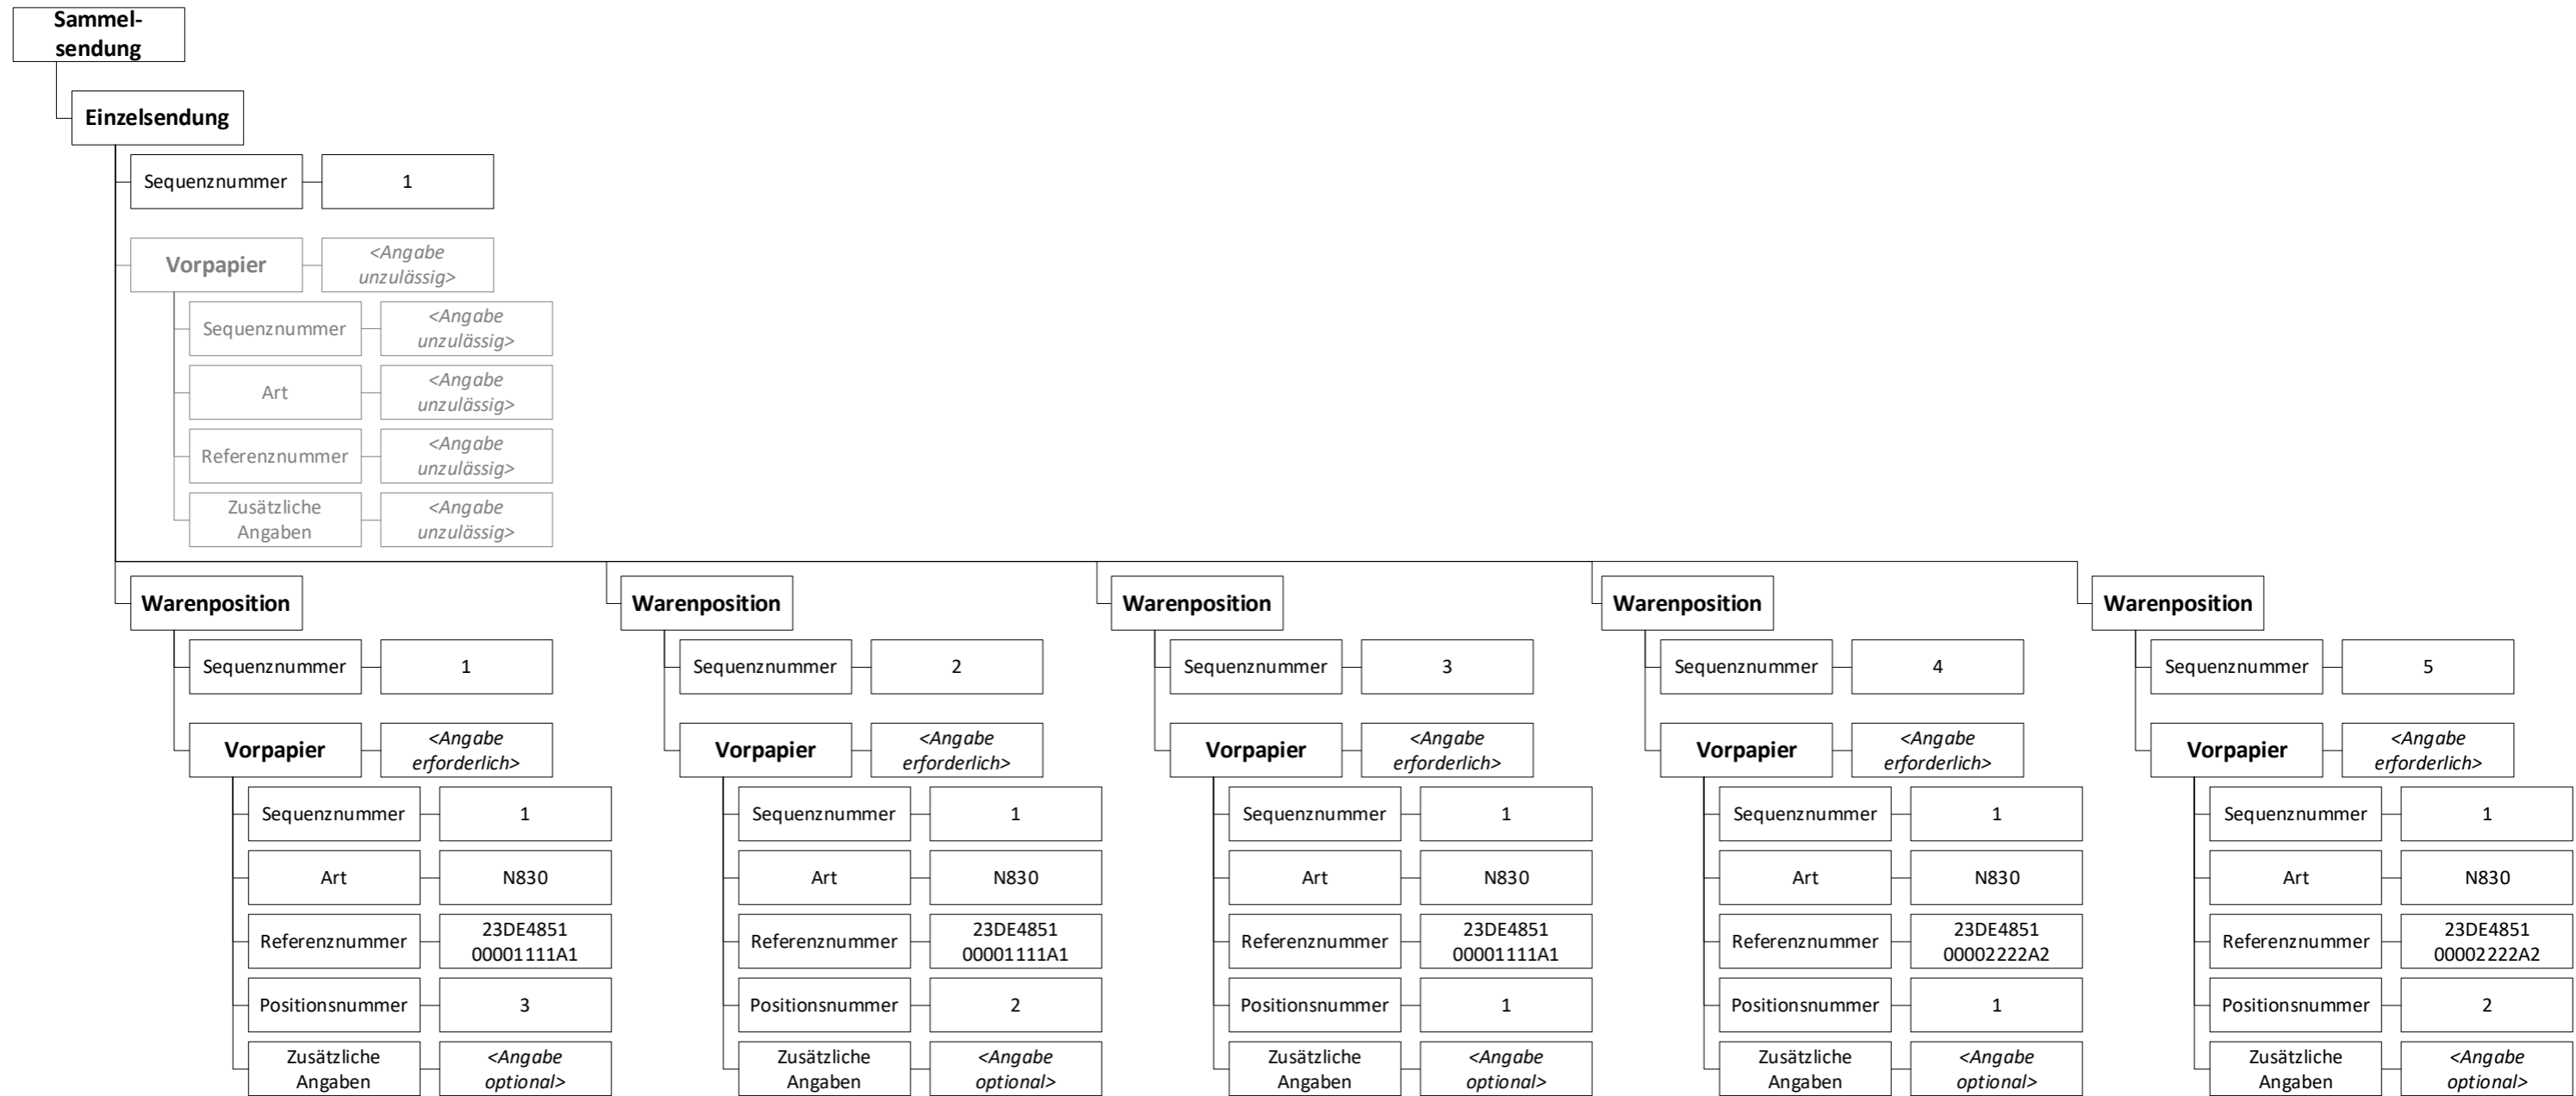 Sammel-
sendung
Einzelsendung
Sequenznummer
1
Vorpapier
<Angabe
unzulässig>
Sequenznummer
<Angabe
unzulässig>
Art
<Angabe
unzulässig>
Referenznummer
<Angabe
unzulässig>
Zusätzliche
Angaben
<Angabe
unzulässig>
Warenposition
Sequenznummer
1
Vorpapier
<Angabe
erforderlich>
Sequenznummer
1
Art
N830
Referenznummer
23DE4851
00001111A1
Positionsnummer
3
Zusätzliche
Angaben
<Angabe
optional>
Warenposition
Sequenznummer
2
Vorpapier
<Angabe
erforderlich>
Sequenznummer
1
Art
N830
Referenznummer
23DE4851
00001111A1
Positionsnummer
2
Zusätzliche
Angaben
<Angabe
optional>
Warenposition
Sequenznummer
3
Vorpapier
<Angabe
erforderlich>
Sequenznummer
1
Art
N830
Referenznummer
23DE4851
00001111A1
Positionsnummer
1
Zusätzliche
Angaben
<Angabe
optional>
Warenposition
Sequenznummer
4
Vorpapier
<Angabe
erforderlich>
Sequenznummer
1
Art
N830
Referenznummer
23DE4851
00002222A2
Positionsnummer
1
Zusätzliche
Angaben
<Angabe
optional>
Warenposition
Sequenznummer
5
Vorpapier
<Angabe
erforderlich>
Sequenznummer
1
Art
N830
Referenznummer
23DE4851
00002222A2
Positionsnummer
2
Zusätzliche
Angaben
<Angabe
optional>